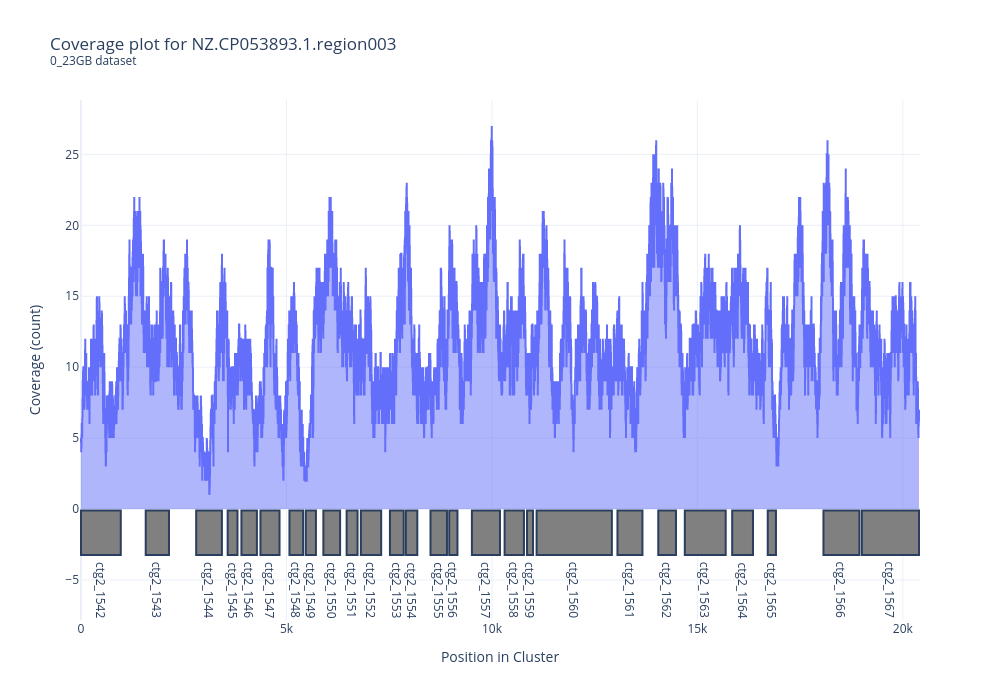 Coverage plot for NZ.CP053893.1.region003
0_23GB dataset
25
20
15
10
5
0
−5
Coverage (count)
ctg2_1542
ctg2_1543
ctg2_1544
ctg2_1545
ctg2_1546
ctg2_1547
ctg2_1548
ctg2_1549
ctg2_1550
ctg2_1551
ctg2_1552
ctg2_1553
ctg2_1554
ctg2_1555
ctg2_1556
ctg2_1557
ctg2_1558
ctg2_1559
ctg2_1560
ctg2_1561
ctg2_1562
ctg2_1563
ctg2_1564
ctg2_1565
ctg2_1566
ctg2_1567
0
5k
10k
15k
20k
Position in Cluster